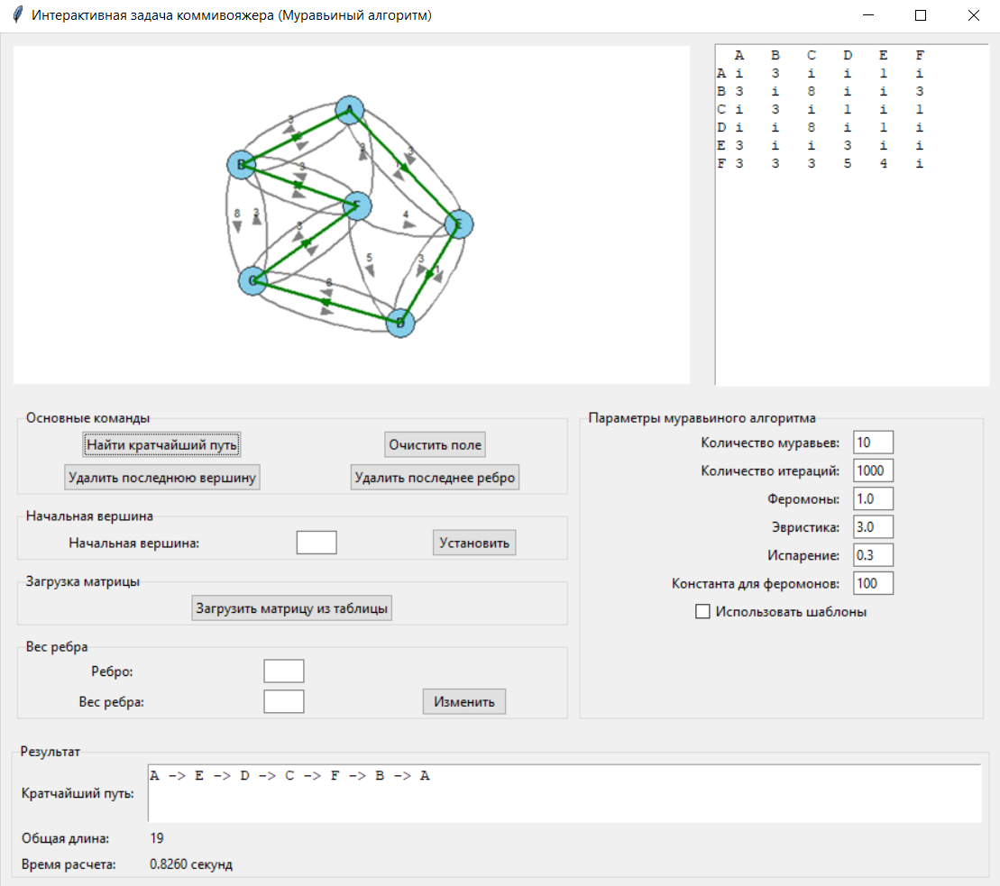 Интерактивная задача коммивояжера (Муравьиный алгоритм)
A B C D E F
A i 3 i i 1 i
B 3 i 8 i i 3
C i 3 i 1 i 1
D i i 8 i 1 i
E 3 i i 3 i i
F 3 3 3 5 4 i
A
3
3
B
3
8
3
4
E
3
5
3
1
C
8
D
Основные команды
Найти кратчайший путь
Очистить поле
Удалить последнюю вершину
Удалить последнее ребро
Начальная вершина
Начальная вершина:
Установить
Загрузка матрицы
Загрузить матрицу из таблицы
Вес ребра
Ребро:
Вес ребра:
Изменить
Параметры муравьиного алгоритма
Количество муравьев: 10
Количество итераций: 1000
Феромоны: 1.0
Эвристика: 3.0
Испарение: 0.3
Константа для феромонов: 100
Использовать шаблоны
Результат
Кратчайший путь: A -> E -> D -> C -> F -> B -> A
Общая длина: 19
Время расчета: 0.8260 секунд